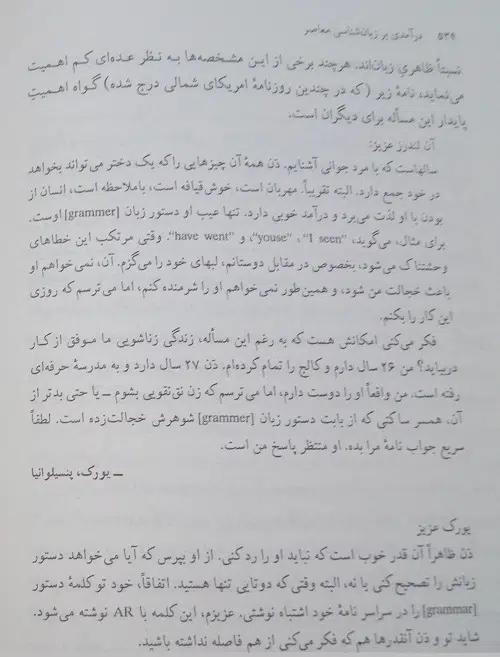 ۵۳۶ درآمدی بر زبان‌شناسی معاصر
نسبتاً ظاهری زبان‌اند. هرچند برخی از این مشخصه‌ها به نظر عده‌ای کم اهمیت
می‌نماید، نامهٔ زیر (که در چندین روزنامهٔ امریکای شمالی درج شده) گواه اهمیتِ
پایدار این مسأله برای دیگران است.
آن لندرز عزیز:
سالهاست که با مرد جوانی آشنایم. دَن همهٔ آن چیزهایی را که یک دختر می‌تواند بخواهد
در خود جمع دارد. البته تقریباً. مهربان است، خوش‌قیافه است، باملاحظه است، انسان از
بودن با او لذت می‌برد و درآمد خوبی دارد. تنها عیب او دستور زبان [grammer] اوست.
برای مثال، می‌گوید، "I seen"، "youse"، و "have went". وقتی مرتکب این خطاهای
وحشتناک می‌شود، بخصوص در مقابل دوستانم، لبهای خود را می‌گزم. آن، نمی‌خواهم او
باعث خجالت من شود، و همین‌طور نمی‌خواهم او را شرمنده کنم، اما می‌ترسم که روزی
این کار را بکنم.
فکر می‌کنی امکانش هست که به رغم این مسأله، زندگی زناشویی ما موفق از کار
دربیاید؟ من ۲۶ سال دارم و کالج را تمام کرده‌ام. دَن ۲۷ سال دارد و به مدرسهٔ حرفه‌ای
رفته است. من واقعاً او را دوست دارم، اما می‌ترسم که زن نق‌نقویی بشوم ـ یا حتی بدتر از
آن، همسر ساکتی که از بابت دستور زبان [grammer] شوهرش خجالت‌زده است. لطفاً
سریع جواب نامهٔ مرا بده. او منتظر پاسخ من است.
ـ یورک، پنسیلوانیا
یورک عزیز
دَن ظاهراً آن قدر خوب است که نباید او را رد کنی. از او بپرس که آیا می‌خواهد دستور
زبانش را تصحیح کنی یا نه، البته وقتی که دوتایی تنها هستید. اتفاقاً، خود تو کلمهٔ دستور
[grammar] را در سراسر نامهٔ خود اشتباه نوشتی. عزیزم، این کلمه با AR نوشته می‌شود.
شاید تو و دَن آنقدرها هم که فکر می‌کنی از هم فاصله نداشته باشید.